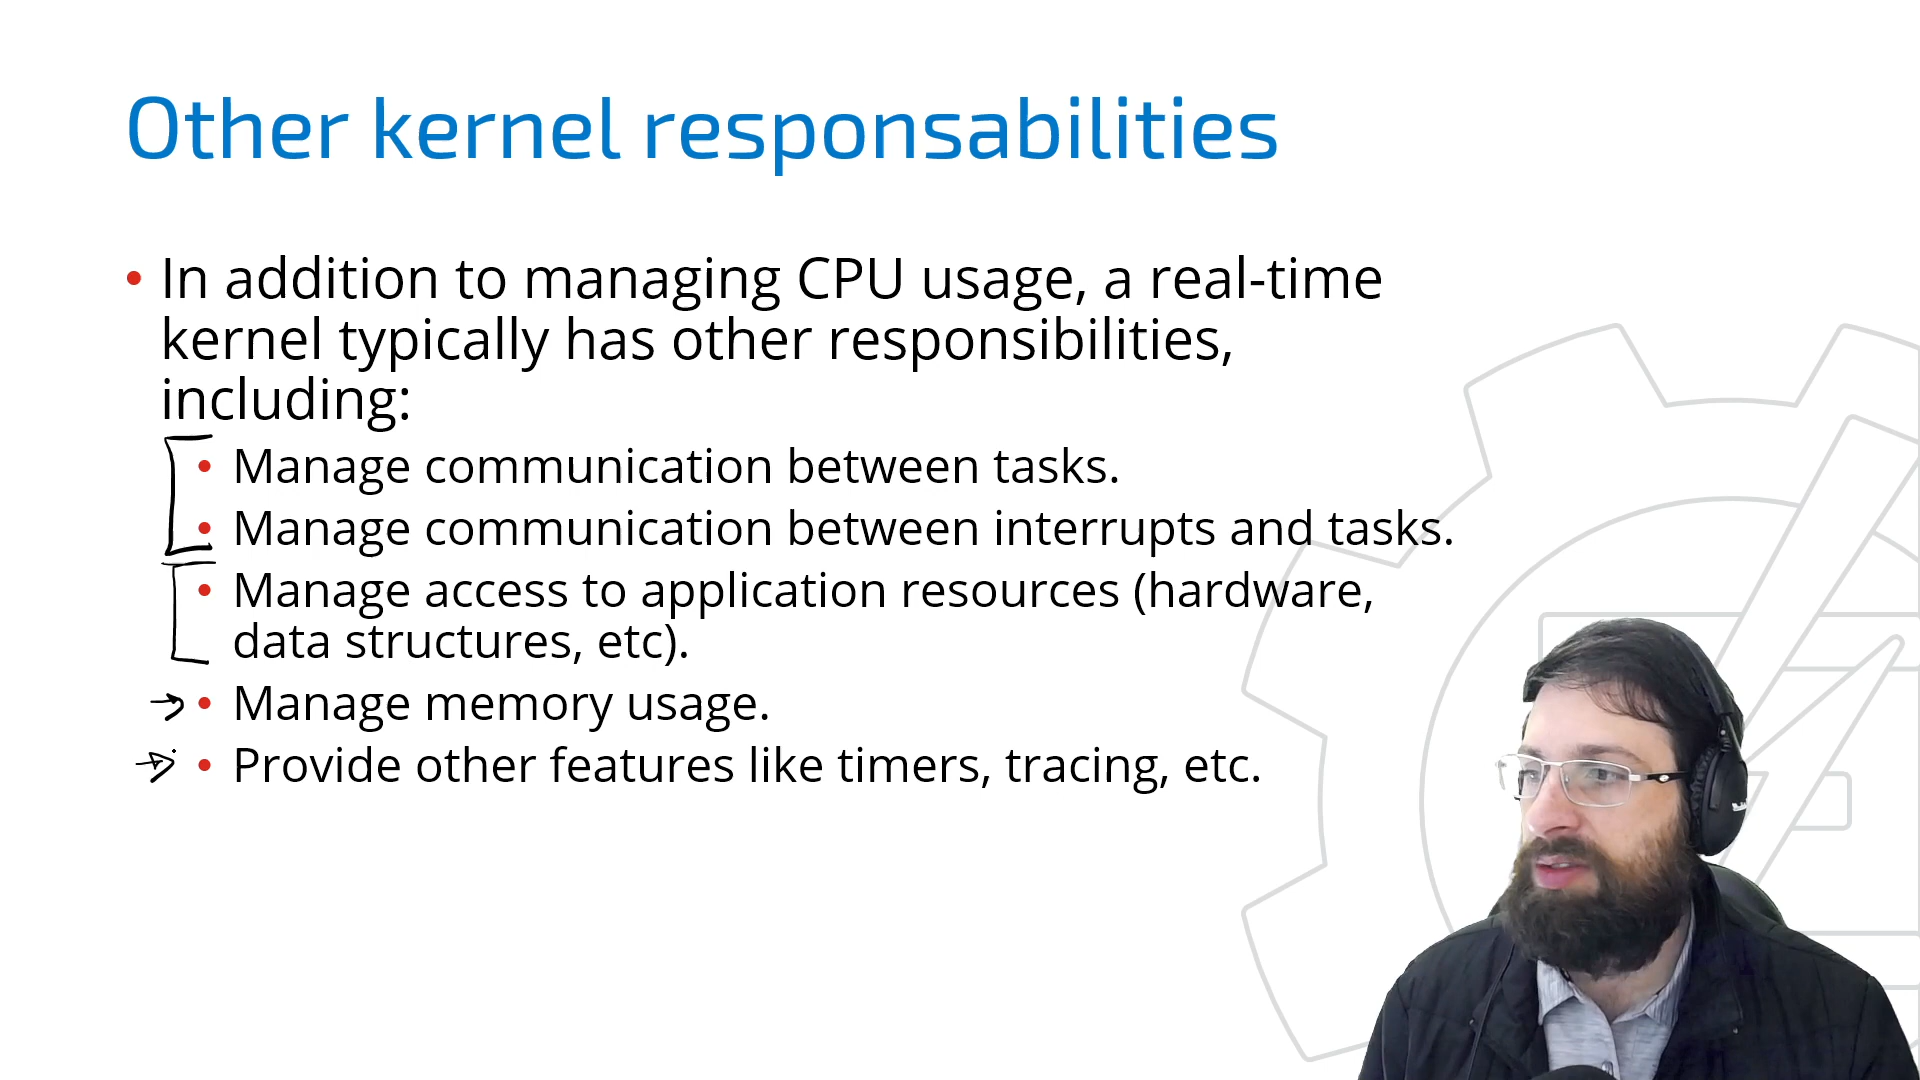 Other kernel responsabilities
• In addition to managing CPU usage, a real-time
kernel typically has other responsibilities,
including:
• Manage communication between tasks.
• Manage communication between interrupts and tasks.
• Manage access to application resources (hardware,
data structures, etc).
• Manage memory usage.
• Provide other features like timers, tracing, etc.